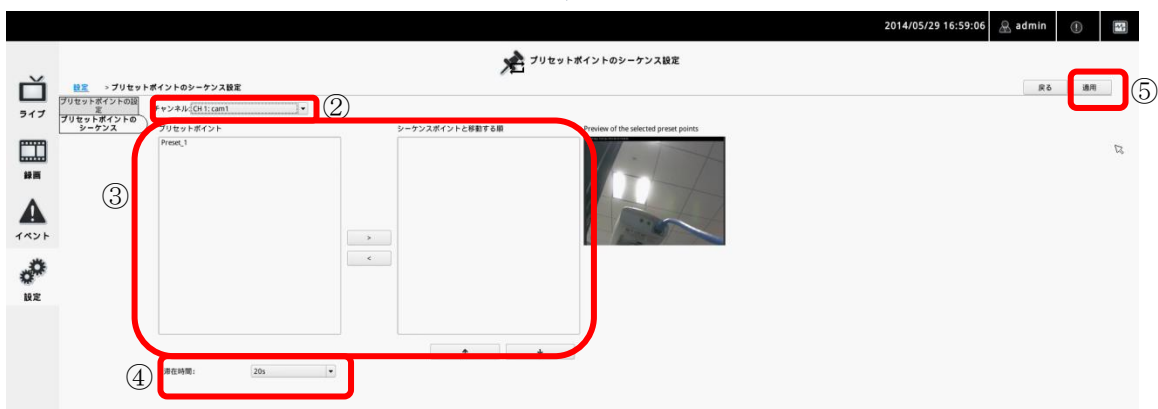 2014/05/29 16:59:06 admin
プリセットポイントのシーケンス設定
設定 > プリセットポイントのシーケンス設定
戻る 適用 ⑤
ライブ
プリセットポイントの設定
チャンネル: CH 1: cam1 ②
プリセットポイントのシーケンス
プリセットポイント シーケンスポイントと移動する順 Preview of the selected preset points
Preset_1
録画
③
イベント
>
<
設定
④ 滞在時間: 20s